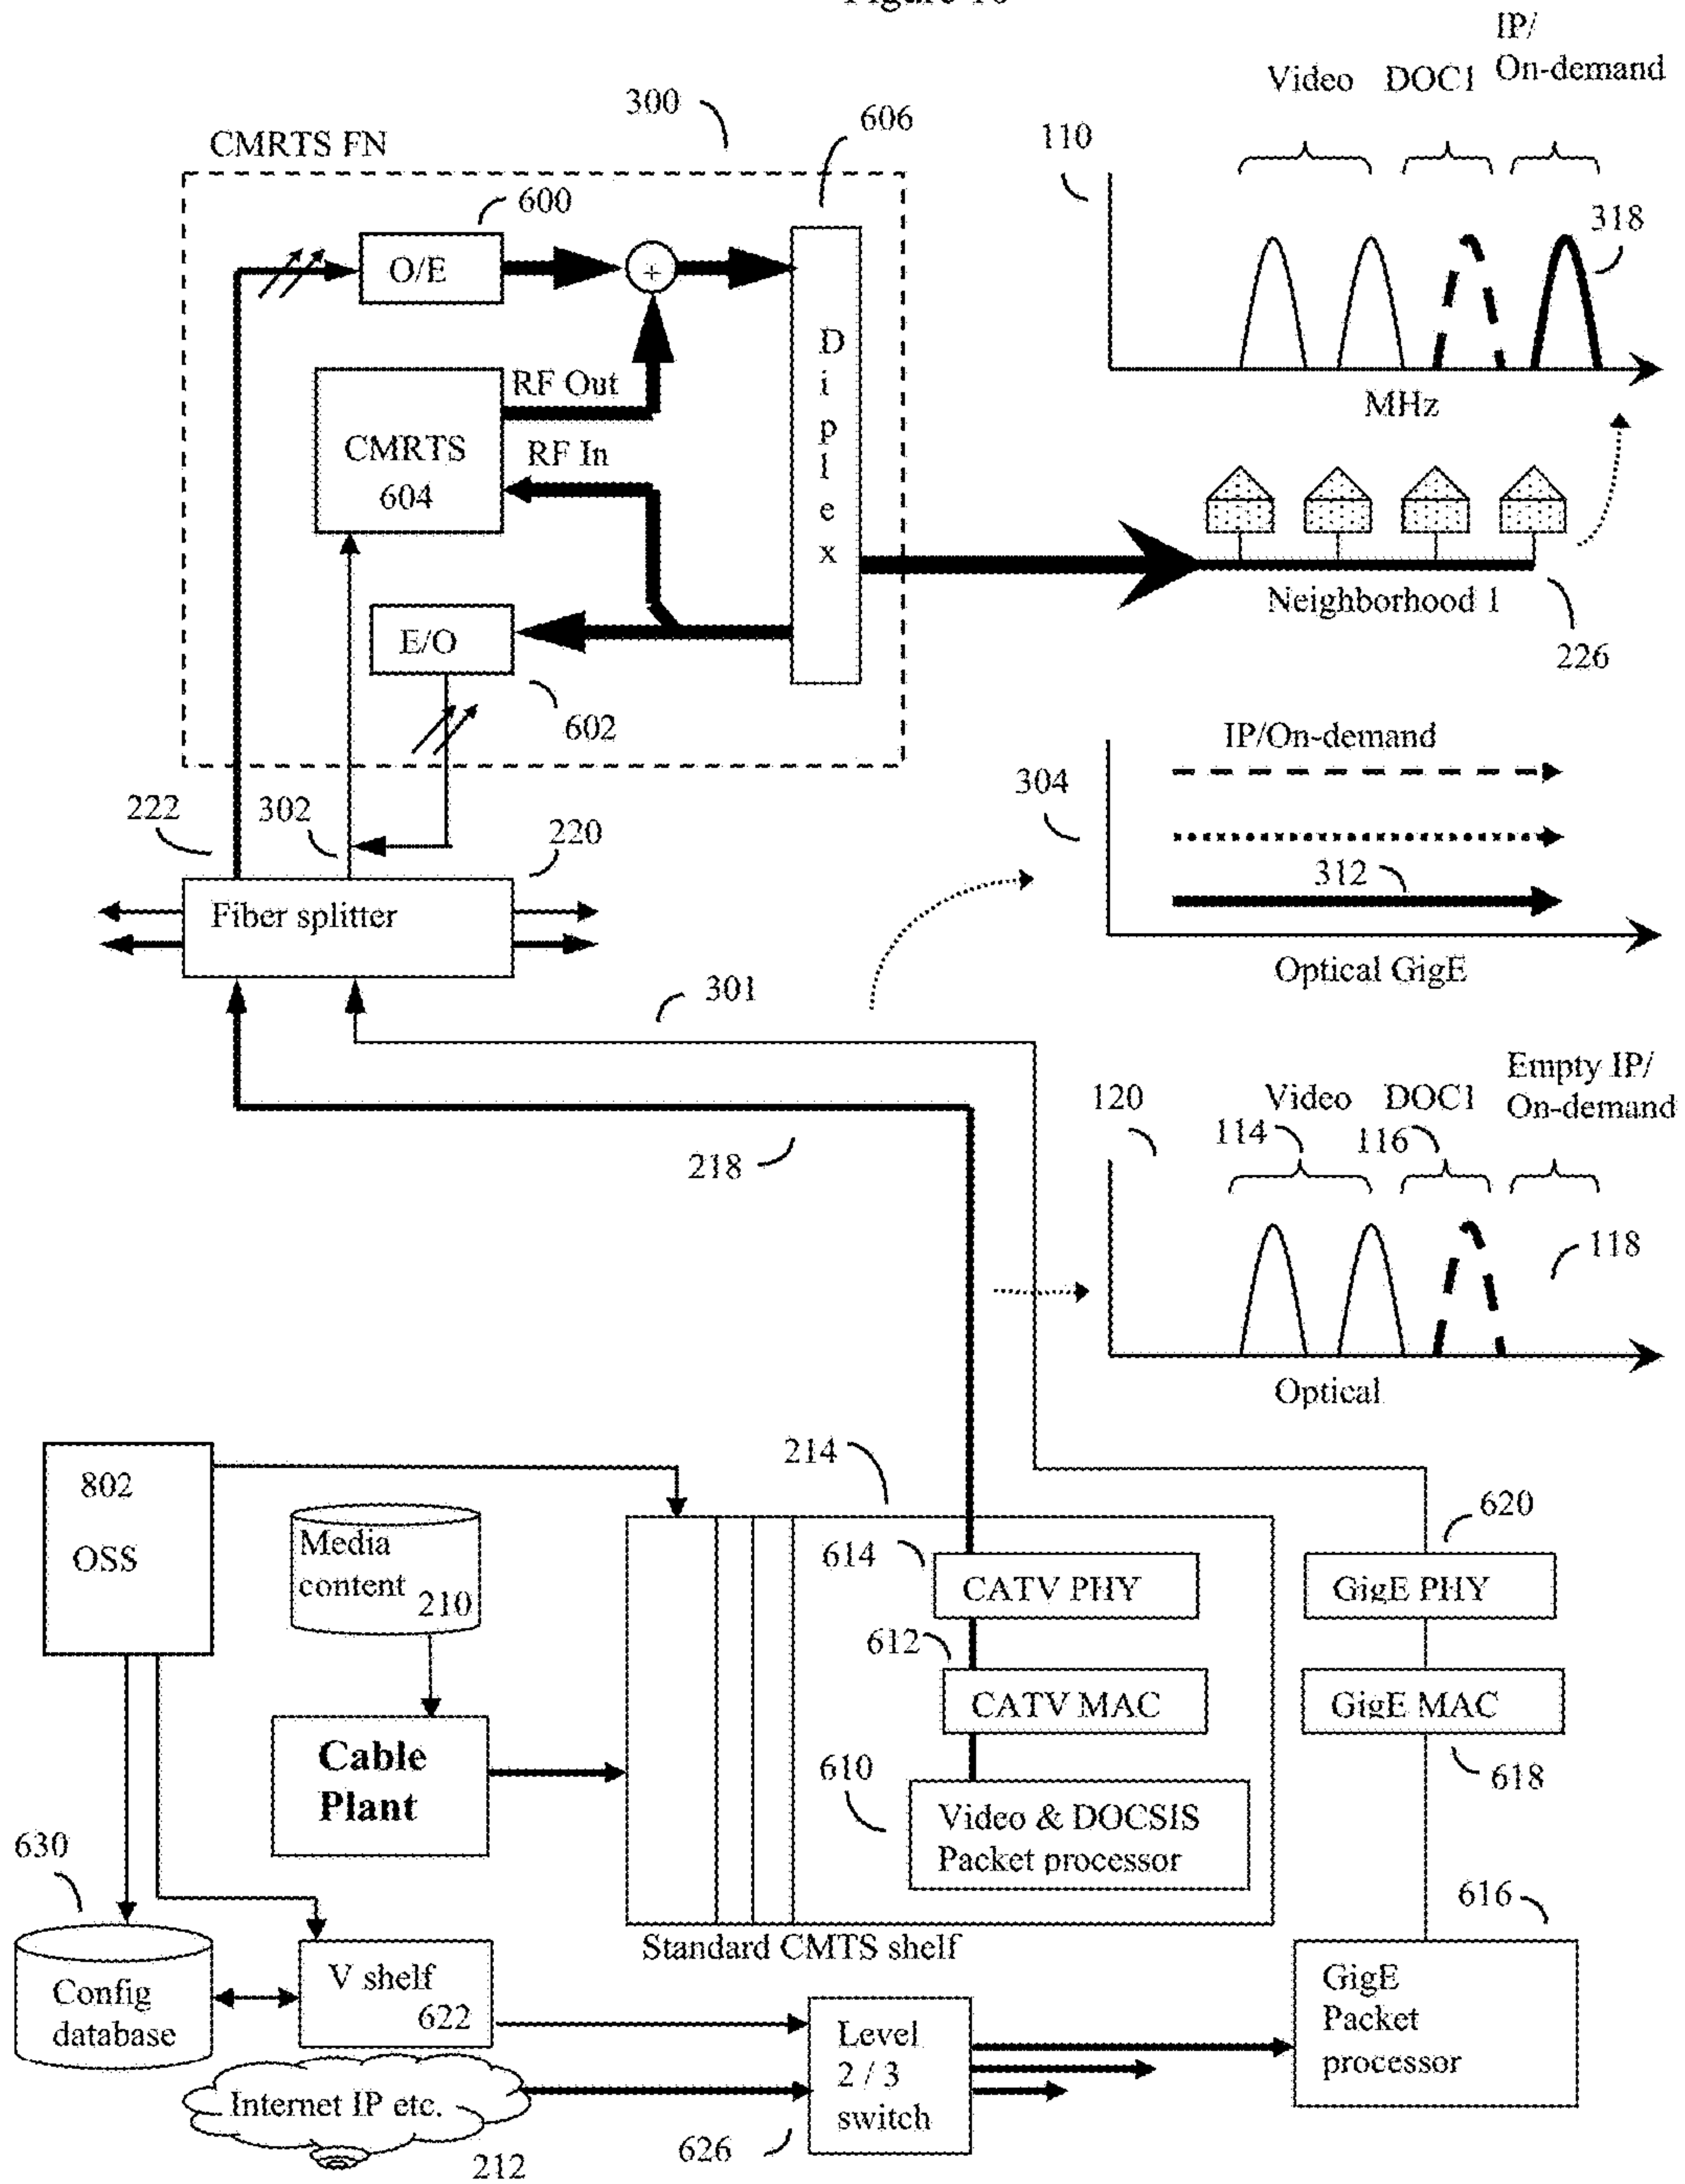 Figure 10
IP/
On-demand
Video
DOC1
300
606
110
CMRTS FN
600
318
O/E
+
Diplex
RF Out
MHz
CMRTS
604
RF In
E/O
Neighborhood 1
226
602
IP/On-demand
304
222
302
220
312
Fiber splitter
Optical GigE
301
Empty IP/
On-demand
120
Video
DOC1
114
116
218
118
Optical
214
802
OSS
620
Media
content
210
614
CATV PHY
GigE PHY
612
CATV MAC
GigE MAC
Cable
Plant
610
618
Video & DOCSIS
Packet processor
630
616
Standard CMTS shelf
V shelf
622
Config
database
GigE
Packet
processor
Level
2 / 3
switch
Internet IP etc.
626
212